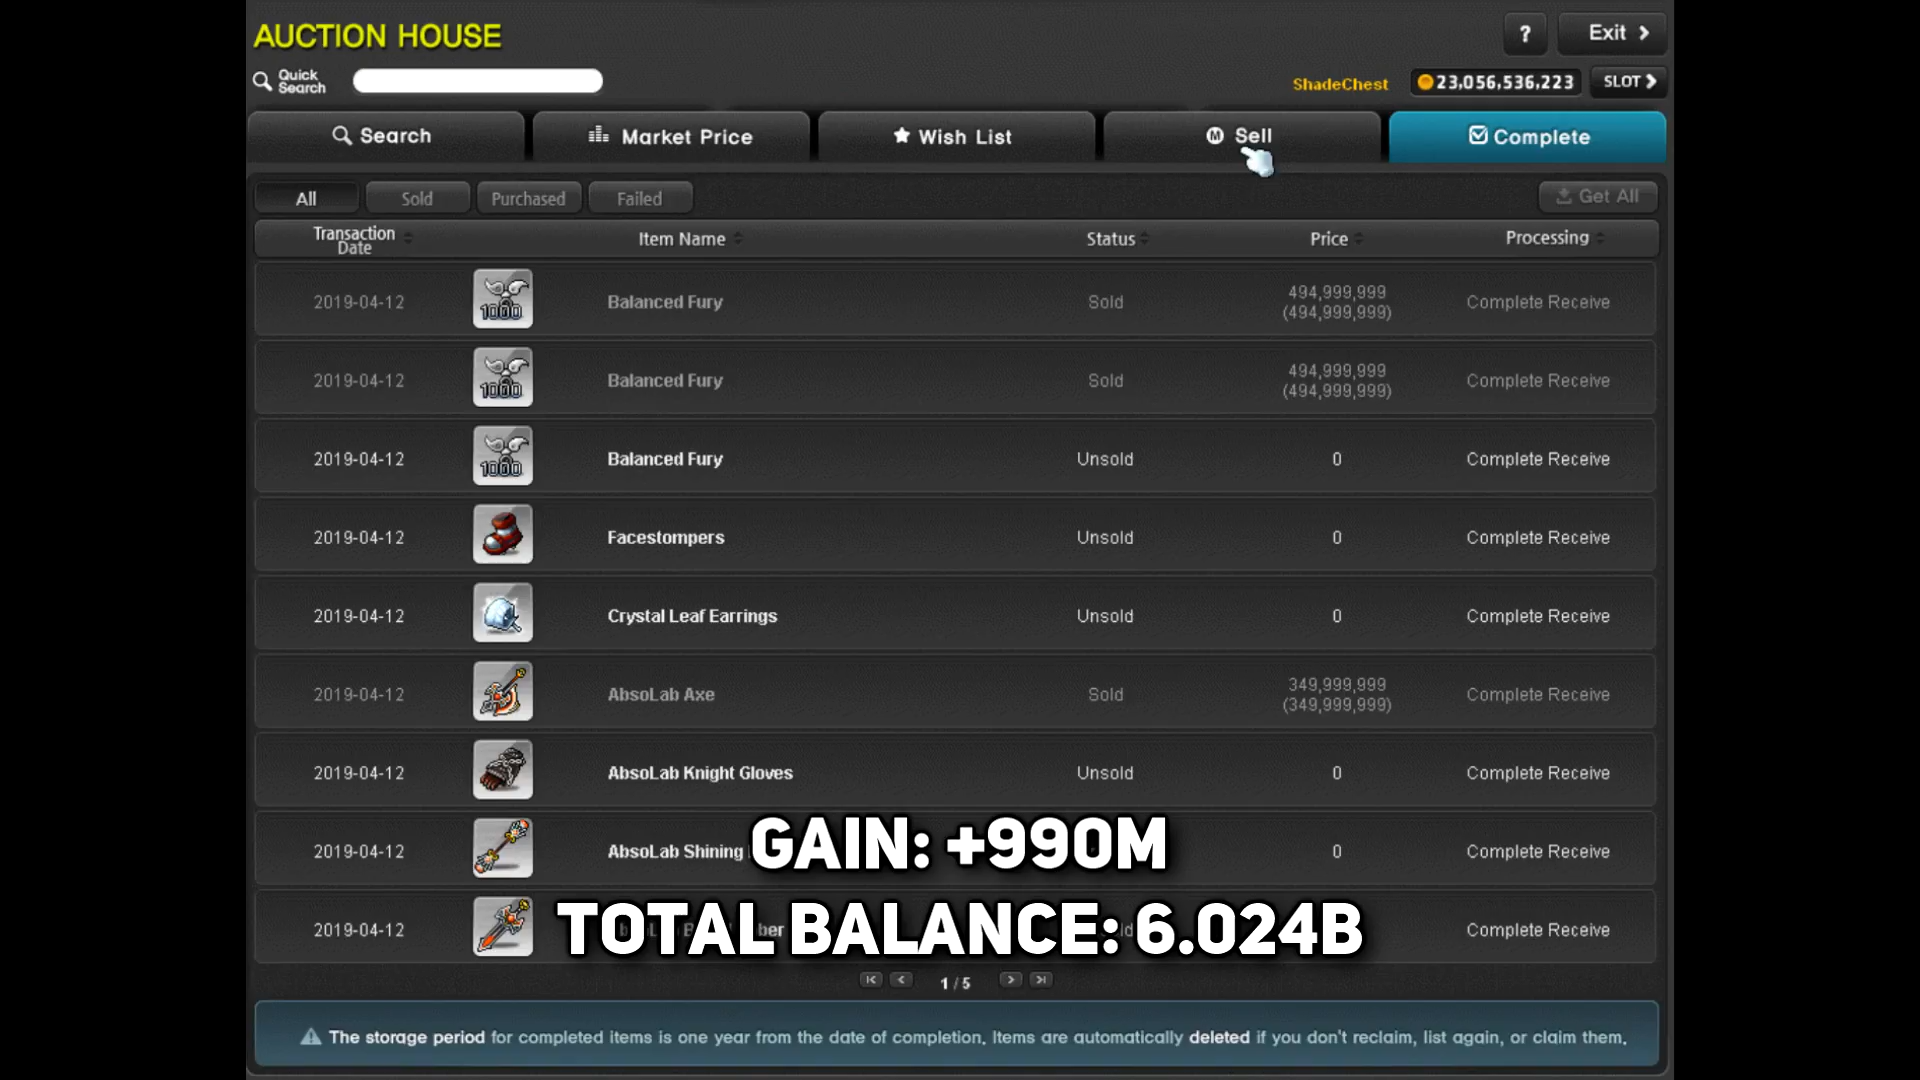 AUCTION HOUSE
?
Exit
Quick
Search
ShadeChest
23,056,536,223
SLOT
Search
Market Price
Wish List
M Sell
Complete
All
Sold
Purchased
Failed
Get All
Transaction
Date
Item Name
Status
Price
Processing
2019-04-12
1000
Balanced Fury
Sold
494,999,999
(494,999,999)
Complete Receive
2019-04-12
1000
Balanced Fury
Sold
494,999,999
(494,999,999)
Complete Receive
2019-04-12
1000
Balanced Fury
Unsold
0
Complete Receive
2019-04-12
Facestompers
Unsold
0
Complete Receive
2019-04-12
Crystal Leaf Earrings
Unsold
0
Complete Receive
2019-04-12
AbsoLab Axe
Sold
349,999,999
(349,999,999)
Complete Receive
2019-04-12
AbsoLab Knight Gloves
Unsold
0
Complete Receive
GAIN: +990M
2019-04-12
AbsoLab Shining
0
Complete Receive
TOTAL BALANCE: 6.024B
2019-04-12
Complete Receive
1 / 5
The storage period for completed items is one year from the date of completion. Items are automatically deleted if you don't reclaim, list again, or claim them.